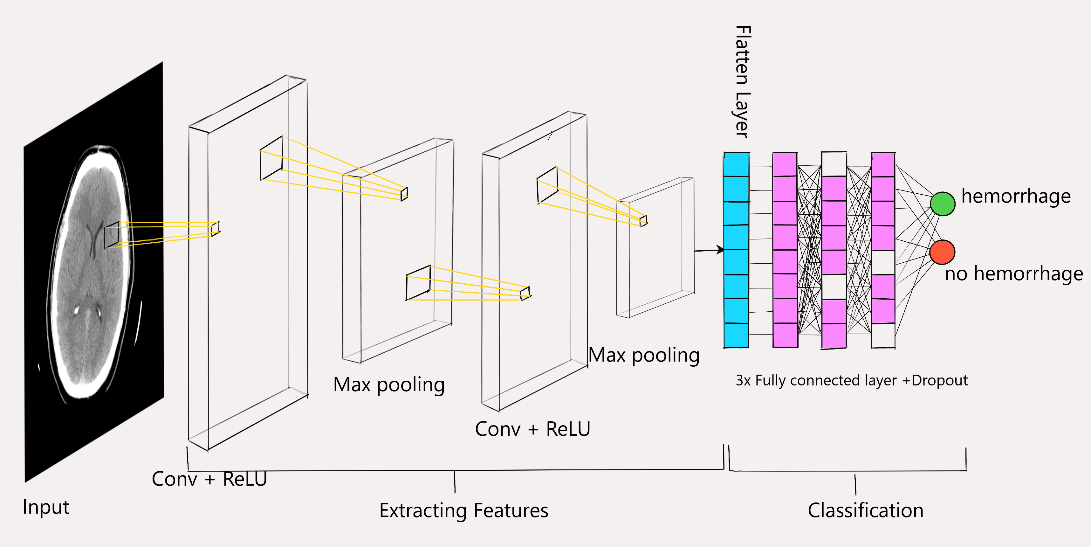 Flatten Layer
hemorrhage
no hemorrhage
Max pooling
Max pooling
3x Fully connected layer +Dropout
Conv + ReLU
Conv + ReLU
Input
Extracting Features
Classification